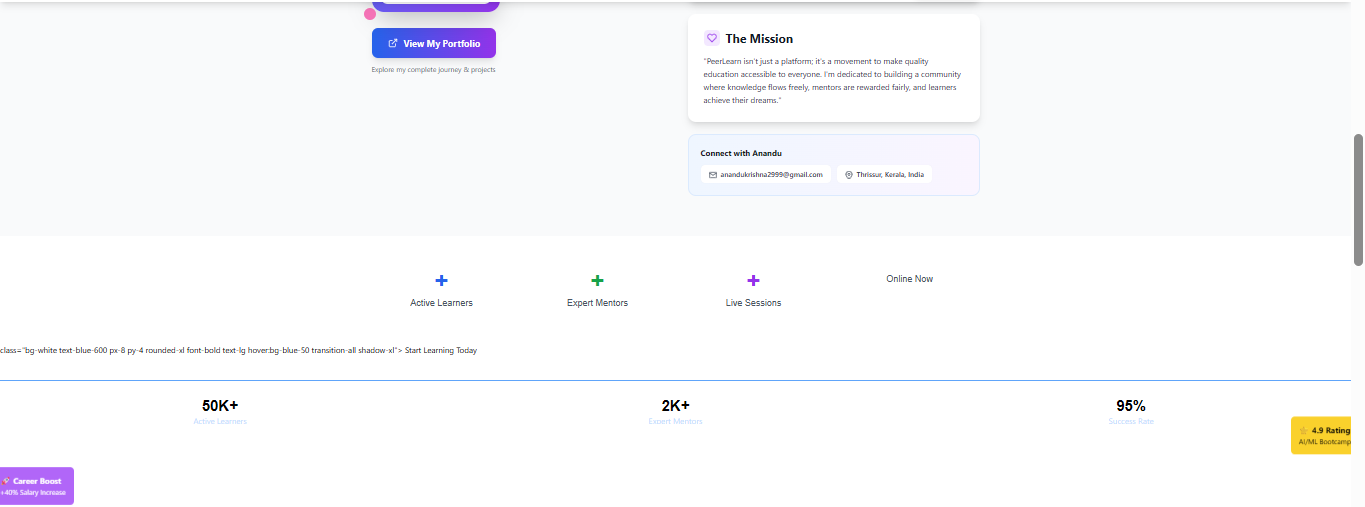 View My Portfolio
Explore my complete journey & projects
The Mission
"PeerLearn isn't just a platform; it's a movement to make quality
education accessible to everyone. I'm dedicated to building a community
where knowledge flows freely, mentors are rewarded fairly, and learners
achieve their dreams."
Connect with Anandu
anandukrishna2999@gmail.com
Thrissur, Kerala, India
+
+
+
Active Learners
Expert Mentors
Live Sessions
Online Now
class="bg-white text-blue-600 px-8 py-4 rounded-xl font-bold text-lg hover:bg-blue-50 transition-all shadow-xl"> Start Learning Today
50K+
Active Learners
2K+
Expert Mentors
95%
Success Rate
4.9 Rating
AI/ML Bootcamp
Career Boost
+40% Salary Increase